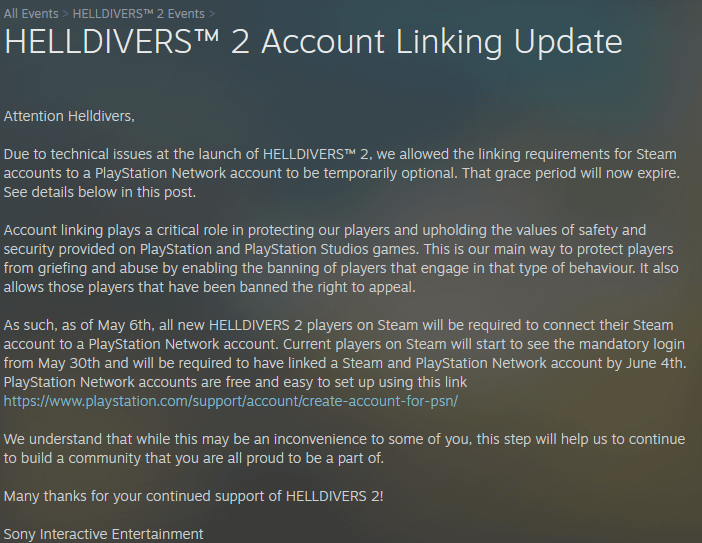 All Events > HELLDIVERS™ 2 Events >
HELLDIVERS™ 2 Account Linking Update
Attention Helldivers,
Due to technical issues at the launch of HELLDIVERS™ 2, we allowed the linking requirements for Steam
accounts to a PlayStation Network account to be temporarily optional. That grace period will now expire.
See details below in this post.
Account linking plays a critical role in protecting our players and upholding the values of safety and
security provided on PlayStation and PlayStation Studios games. This is our main way to protect players
from griefing and abuse by enabling the banning of players that engage in that type of behaviour. It also
allows those players that have been banned the right to appeal.
As such, as of May 6th, all new HELLDIVERS 2 players on Steam will be required to connect their Steam
account to a PlayStation Network account. Current players on Steam will start to see the mandatory login
from May 30th and will be required to have linked a Steam and PlayStation Network account by June 4th.
PlayStation Network accounts are free and easy to set up using this link
https://www.playstation.com/support/account/create-account-for-psn/
We understand that while this may be an inconvenience to some of you, this step will help us to continue
to build a community that you are all proud to be a part of.
Many thanks for your continued support of HELLDIVERS 2!
Sony Interactive Entertainment